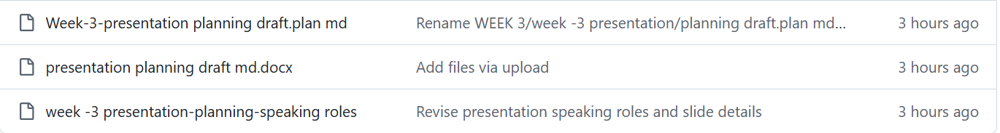 Week-3-presentation planning draft.plan md Rename WEEK 3/week -3 presentation/planning draft.plan md... 3 hours ago
presentation planning draft md.docx Add files via upload 3 hours ago
week -3 presentation-planning-speaking roles Revise presentation speaking roles and slide details 3 hours ago